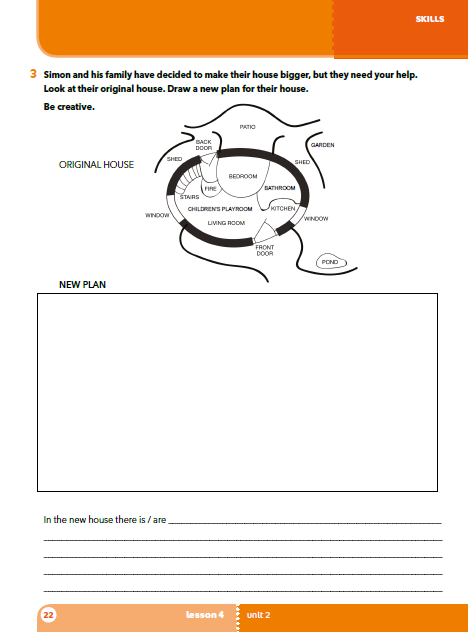 SKILLS
3 Simon and his family have decided to make their house bigger, but they need your help.
Look at their original house. Draw a new plan for their house.
Be creative.
PATIO
BACK
DOOR
GARDEN
ORIGINAL HOUSE
SHED
SHED
BEDROOM
FIRE
BATHROOM
STAIRS
CHILDREN'S PLAYROOM
KITCHEN
WINDOW
WINDOW
LIVING ROOM
FRONT
DOOR
POND
NEW PLAN
In the new house there is / are
22
lesson 4
unit 2